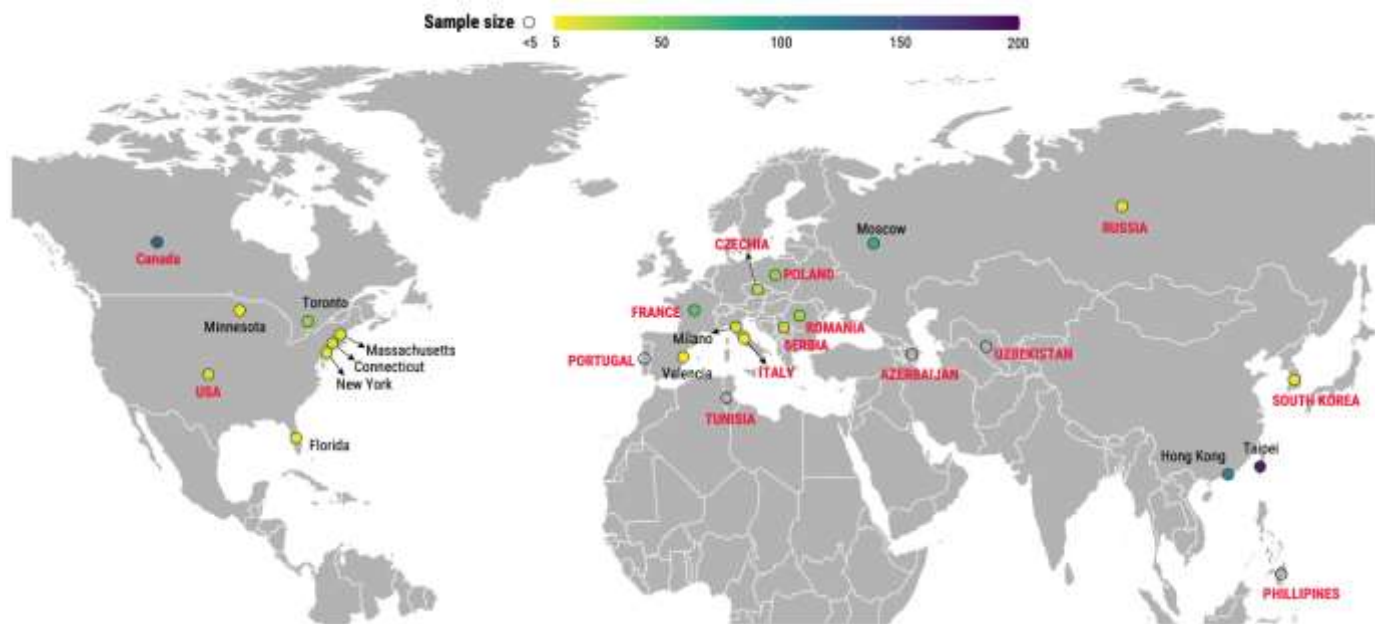 Sample size
<5 5 50 100 150 200
Canada
Minnesota
Toronto
Massachusetts
Connecticut
New York
USA
Florida
CZECHIA
POLAND
Moscow
RUSSIA
FRANCE
ROMANIA
Milano
SERBIA
PORTUGAL
Valencia
ITALY
TUNISIA
AZERBAIJAN
UZBEKISTAN
SOUTH KOREA
Hong Kong
Taipei
PHILLIPINES